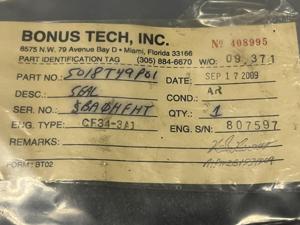 BONUS TECH, INC.
8575 N.W. 79 Avenue Bay D • Miami, Florida 33166
Nº 408995
PART IDENTIFICATION TAG (305) 884-6670 W/O: 09,371
PART NO.: 5018T49P01 DATE SEP 17 2009
DESC.: SEAL COND.: AR
SER. NO.: QTY.: 1
ENG. TYPE: CF34-3A1 ENG. S/N: 807597
REMARKS:
FORM: BT02